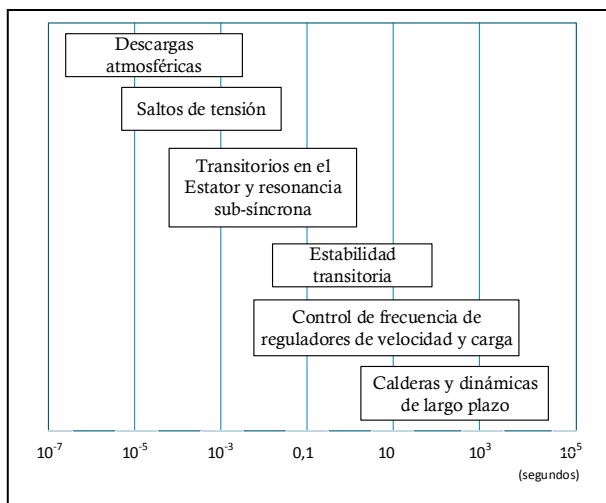 Descargas
atmosféricas
Saltos de tensión
Transitorios en el
Estator y resonancia
sub-síncrona
Estabilidad
transitoria
Control de frecuencia de
reguladores de velocidad y carga
Calderas y dinámicas
de largo plazo
10⁻⁷ 10⁻⁵ 10⁻³ 0,1 10 10³ 10⁵
(segundos)